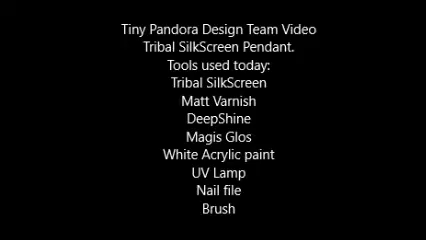 Tiny Pandora Design Team Video
Tribal SilkScreen Pendant.
Tools used today:
Tribal SilkScreen
Matt Varnish
DeepShine
Magis Glos
White Acrylic paint
UV Lamp
Nail file
Brush